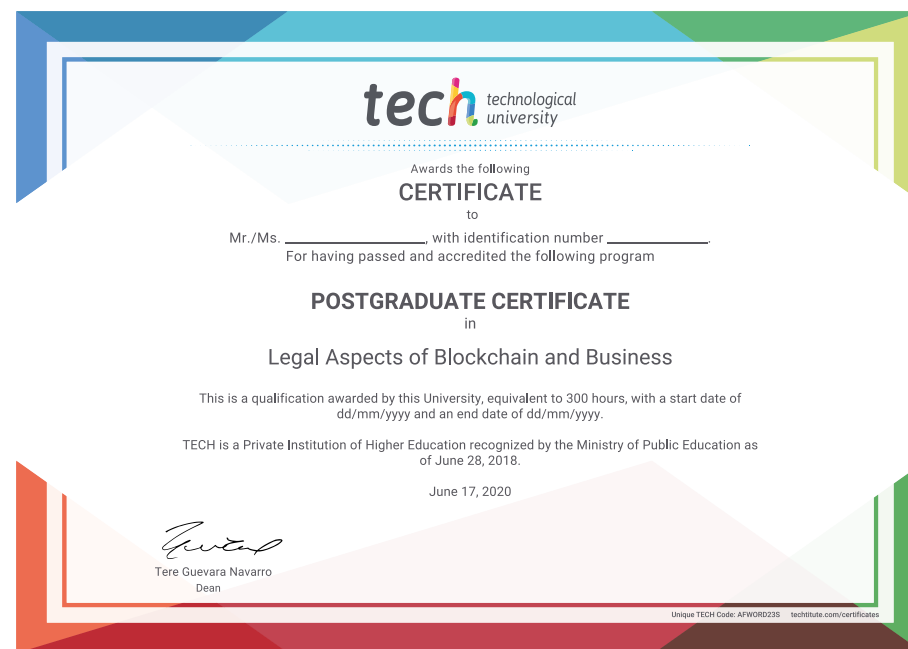 tech technological
university
Awards the following
CERTIFICATE
to
Mr./Ms. ____________________, with identification number ______________.
For having passed and accredited the following program
POSTGRADUATE CERTIFICATE
in
Legal Aspects of Blockchain and Business
This is a qualification awarded by this University, equivalent to 300 hours, with a start date of
dd/mm/yyyy and an end date of dd/mm/yyyy.
TECH is a Private Institution of Higher Education recognized by the Ministry of Public Education as
of June 28, 2018.
June 17, 2020
Tere Guevara Navarro
Dean
Unique TECH Code: AFWORD23S techtitute.com/certificates